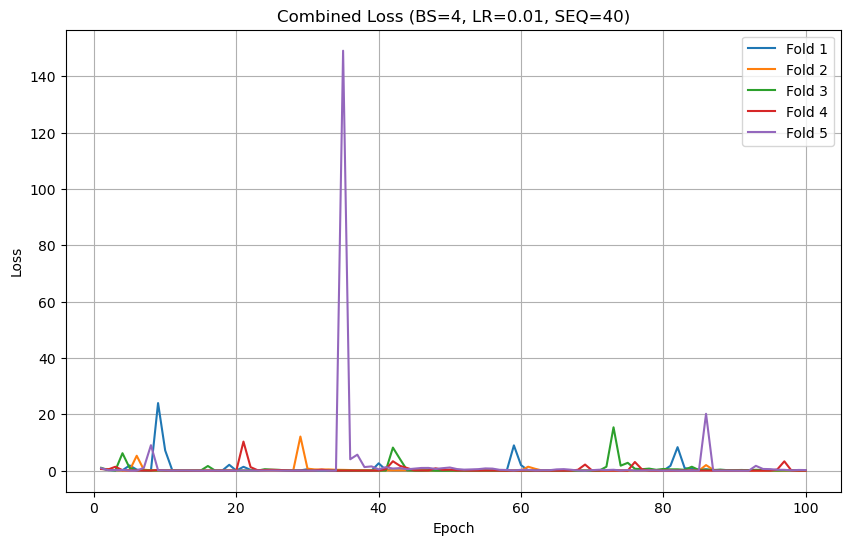 Combined Loss (BS=4, LR=0.01, SEQ=40)
Fold 1
Fold 2
Fold 3
Fold 4
Fold 5
Loss
140
120
100
80
60
40
20
0
0 20 40 60 80 100
Epoch